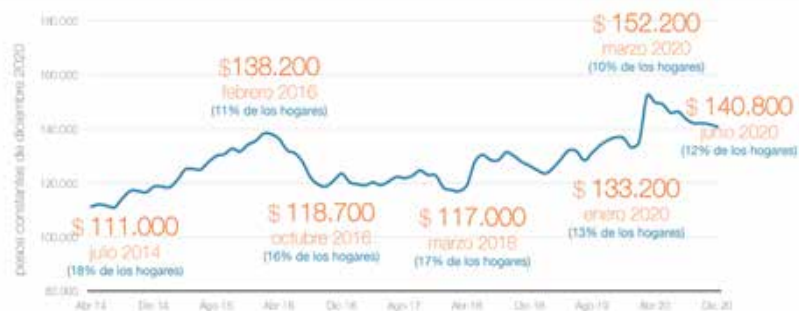 pesos constantes de diciembre 2020
180.000
160.000
140.000
120.000
100.000
80.000
$138.200
febrero 2016
(11% de los hogares)
$ 152.200
marzo 2020
(10% de los hogares)
$ 140.800
junio 2020
(12% de los hogares)
$ 111.000
julio 2014
(18% de los hogares)
$ 118.700
octubre 2016
(16% de los hogares)
$ 117.000
marzo 2018
(17% de los hogares)
$ 133.200
enero 2020
(13% de los hogares)
Abr 14
Dic 14
Ago 15
Abr 16
Dic 16
Ago 17
Abr 18
Dic 18
Ago 19
Abr 20
Dic 20